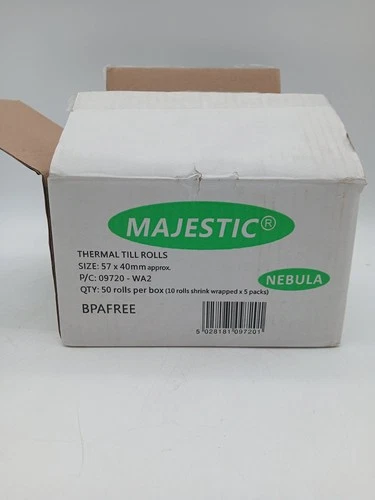 MAJESTIC®
THERMAL TILL ROLLS
SIZE: 57 x 40mm approx.
P/C: 09720 - WA2
NEBULA
QTY: 50 rolls per box (10 rolls shrink wrapped x 5 packs)
BPAFREE
5 028181 097201